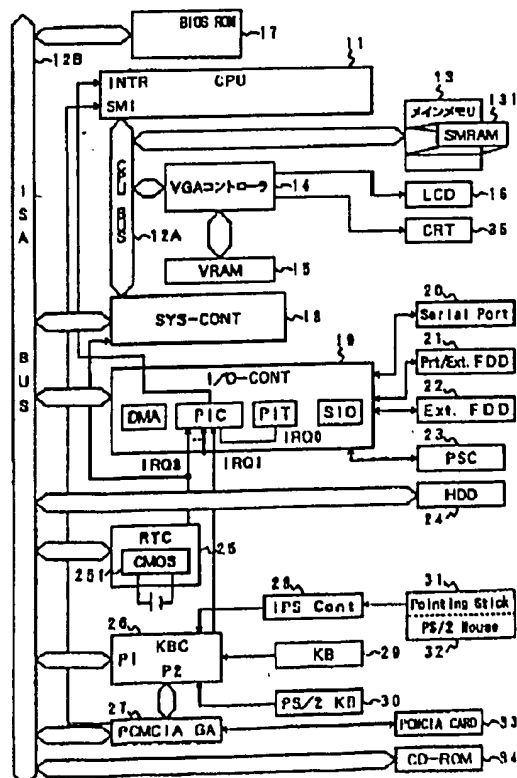 BIOS ROM
17
12B
11
INTR
CPU
SMI
13
131
メインメモリ
SMRAM
CPU BUS
12A
VGAコントローラ
14
LCD
16
CRT
35
VRAM
15
ISA BUS
SYS-CONT
18
19
I/O-CONT
DMA
PIC
PIT
SIO
IRQ0
IRQ1
20
Serial Port
21
Prt/Ext. FDD
22
Ext. FDD
23
PSC
HDD
24
RTC
25
CMOS
251
28
IPS Cont
31
Pointing Stick
PS/2 Mouse
32
26
KBC
P1
P2
KB
29
PS/2 KB
30
27
PCMCIA GA
PCMCIA CARD
33
CD-ROM
34